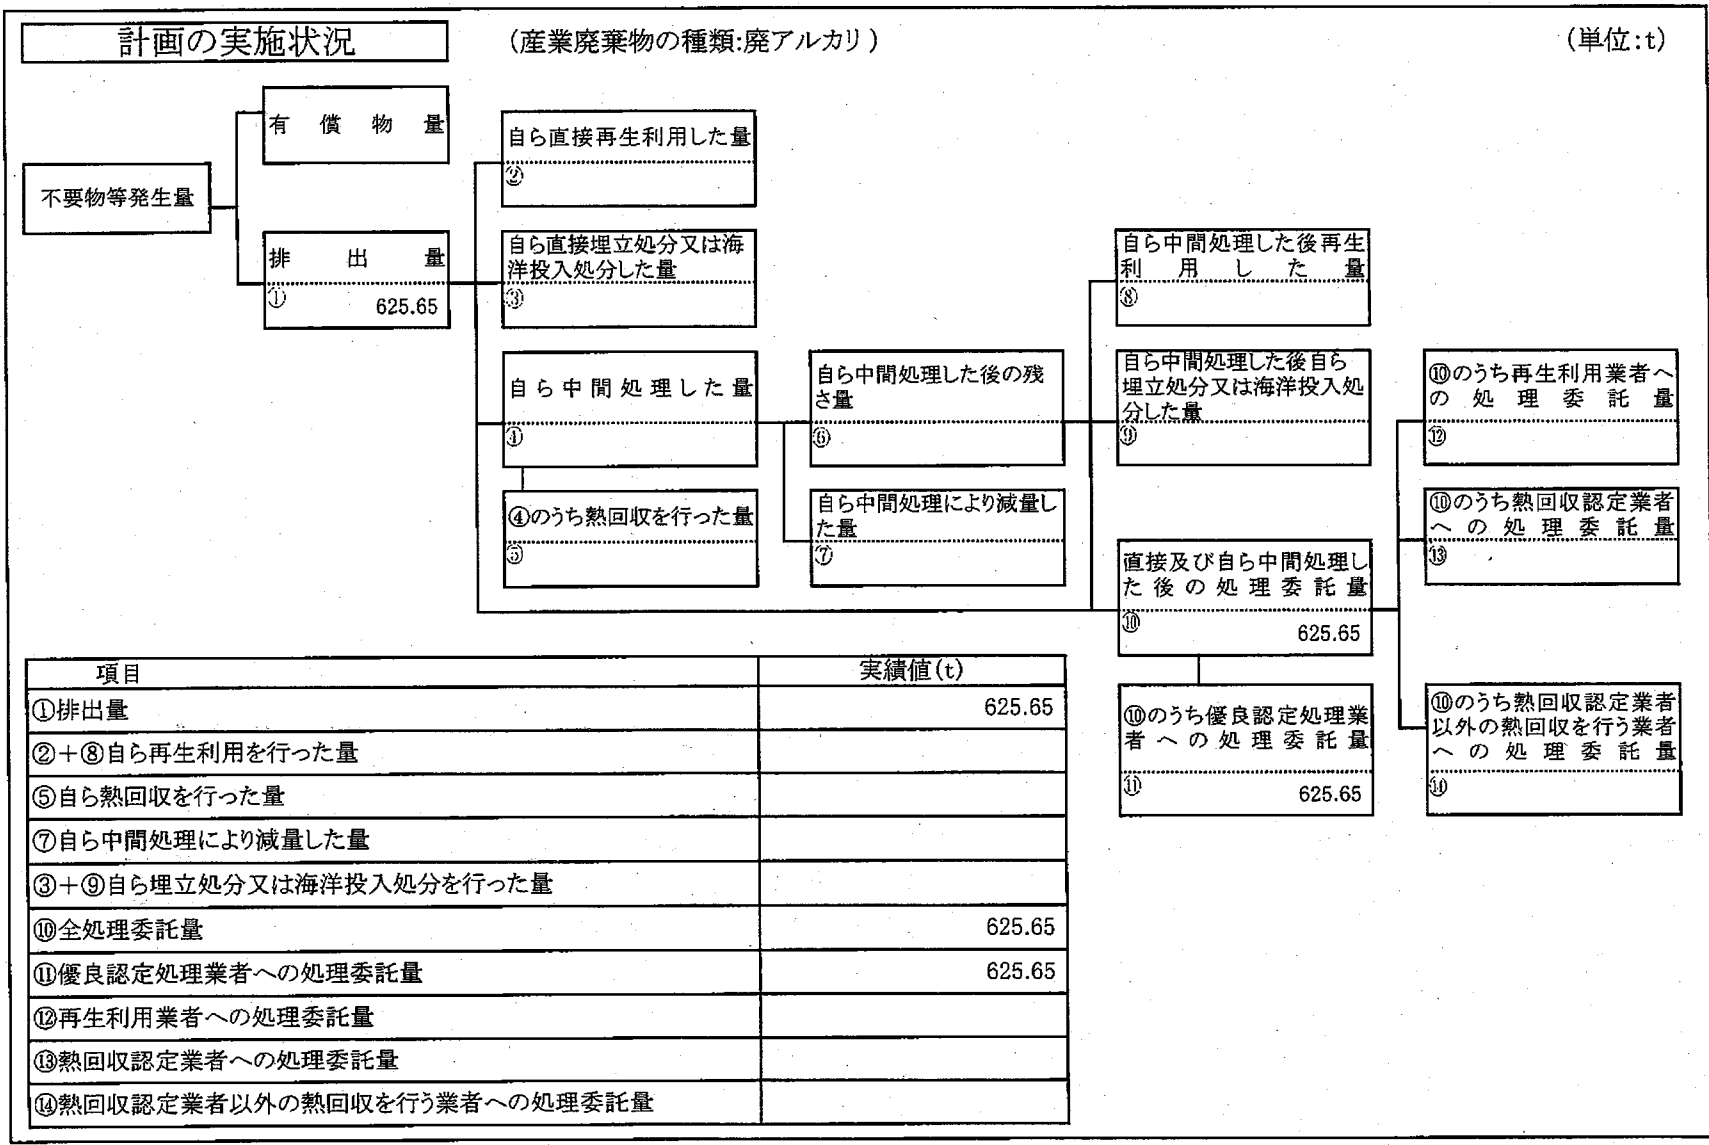 計画の実施状況
(産業廃棄物の種類:廃アルカリ)
(単位:t)
不要物等発生量
有償物量
排出量
①
625.65
自ら直接再生利用した量
②
自ら直接埋立処分又は海
洋投入処分した量
③
自ら中間処理した量
④
④のうち熱回収を行った量
⑤
自ら中間処理した後の残
さ量
⑥
自ら中間処理により減量し
た量
⑦
自ら中間処理した後再生
利用した量
⑧
自ら中間処理した後自ら
埋立処分又は海洋投入処
分した量
⑨
直接及び自ら中間処理し
た後の処理委託量
⑩
625.65
⑩のうち優良認定処理業
者への処理委託量
⑪
625.65
⑩のうち再生利用業者へ
の処理委託量
⑫
⑩のうち熱回収認定業者
への処理委託量
⑬
⑩のうち熱回収認定業者
以外の熱回収を行う業者
への処理委託量
⑭
項目 実績値(t)
①排出量 625.65
②+⑧自ら再生利用を行った量
⑤自ら熱回収を行った量
⑦自ら中間処理により減量した量
③+⑨自ら埋立処分又は海洋投入処分を行った量
⑩全処理委託量 625.65
⑪優良認定処理業者への処理委託量 625.65
⑫再生利用業者への処理委託量
⑬熱回収認定業者への処理委託量
⑭熱回収認定業者以外の熱回収を行う業者への処理委託量